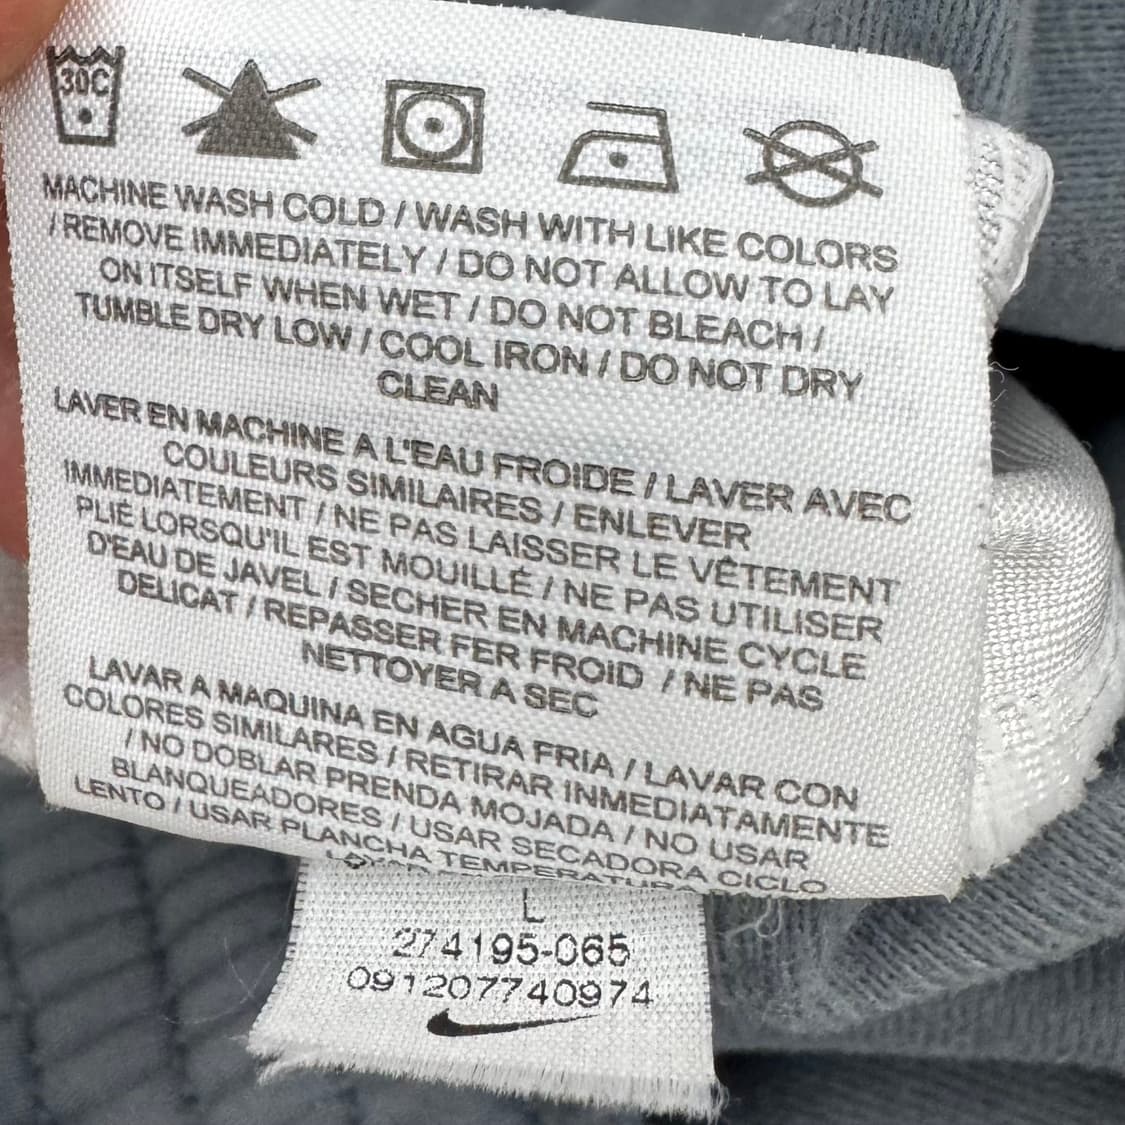 30C
MACHINE WASH COLD / WASH WITH LIKE COLORS
/ REMOVE IMMEDIATELY / DO NOT ALLOW TO LAY
ON ITSELF WHEN WET / DO NOT BLEACH /
TUMBLE DRY LOW / COOL IRON / DO NOT DRY
CLEAN
LAVER EN MACHINE A L'EAU FROIDE / LAVER AVEC
COULEURS SIMILAIRES / ENLEVER
IMMEDIATEMENT / NE PAS LAISSER LE VÊTEMENT
PLIÉ LORSQU'IL EST MOUILLÉ / NE PAS UTILISER
D'EAU DE JAVEL / SECHER EN MACHINE CYCLE
DELICAT / REPASSER FER FROID / NE PAS
NETTOYER A SEC
LAVAR A MAQUINA EN AGUA FRIA / LAVAR CON
COLORES SIMILARES / RETIRAR INMEDIATAMENTE
/ NO DOBLAR PRENDA MOJADA / NO USAR
BLANQUEADORES / USAR SECADORA CICLO
LENTO / USAR PLANCHA TEMPERATURA
L
274195-065
091207740974